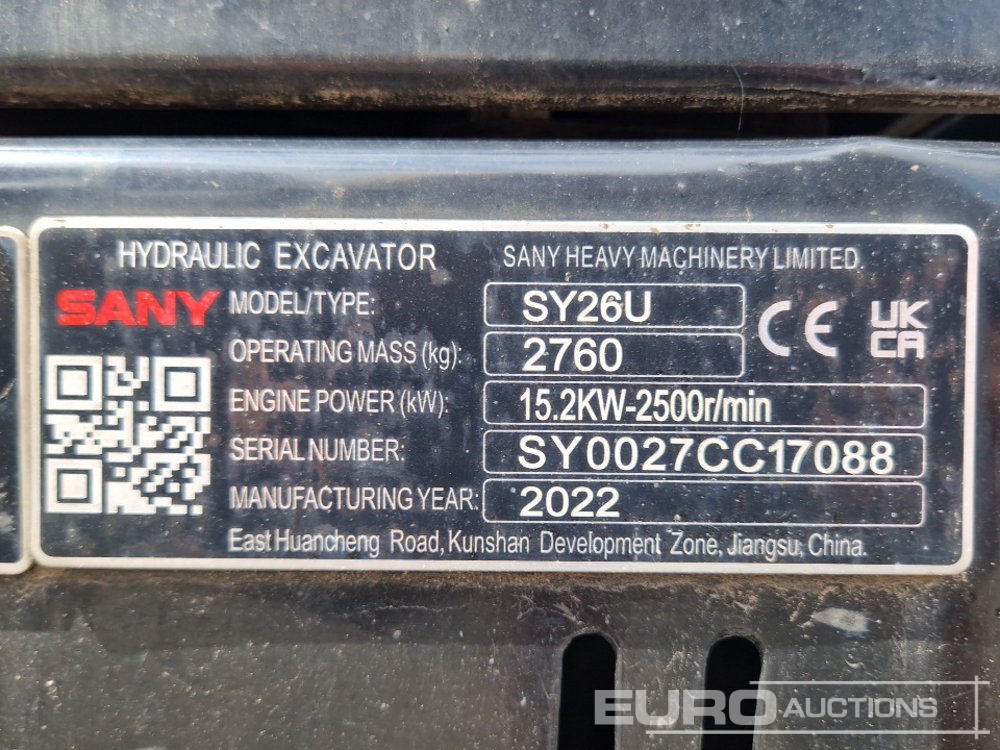 HYDRAULIC EXCAVATOR SANY HEAVY MACHINERY LIMITED
SANY MODEL/TYPE: SY26U CE UK CA
OPERATING MASS (kg): 2760
ENGINE POWER (kW): 15.2KW-2500r/min
SERIAL NUMBER: SY0027CC17088
MANUFACTURING YEAR: 2022
East Huancheng Road, Kunshan Development Zone, Jiangsu, China.
EURO AUCTIONS